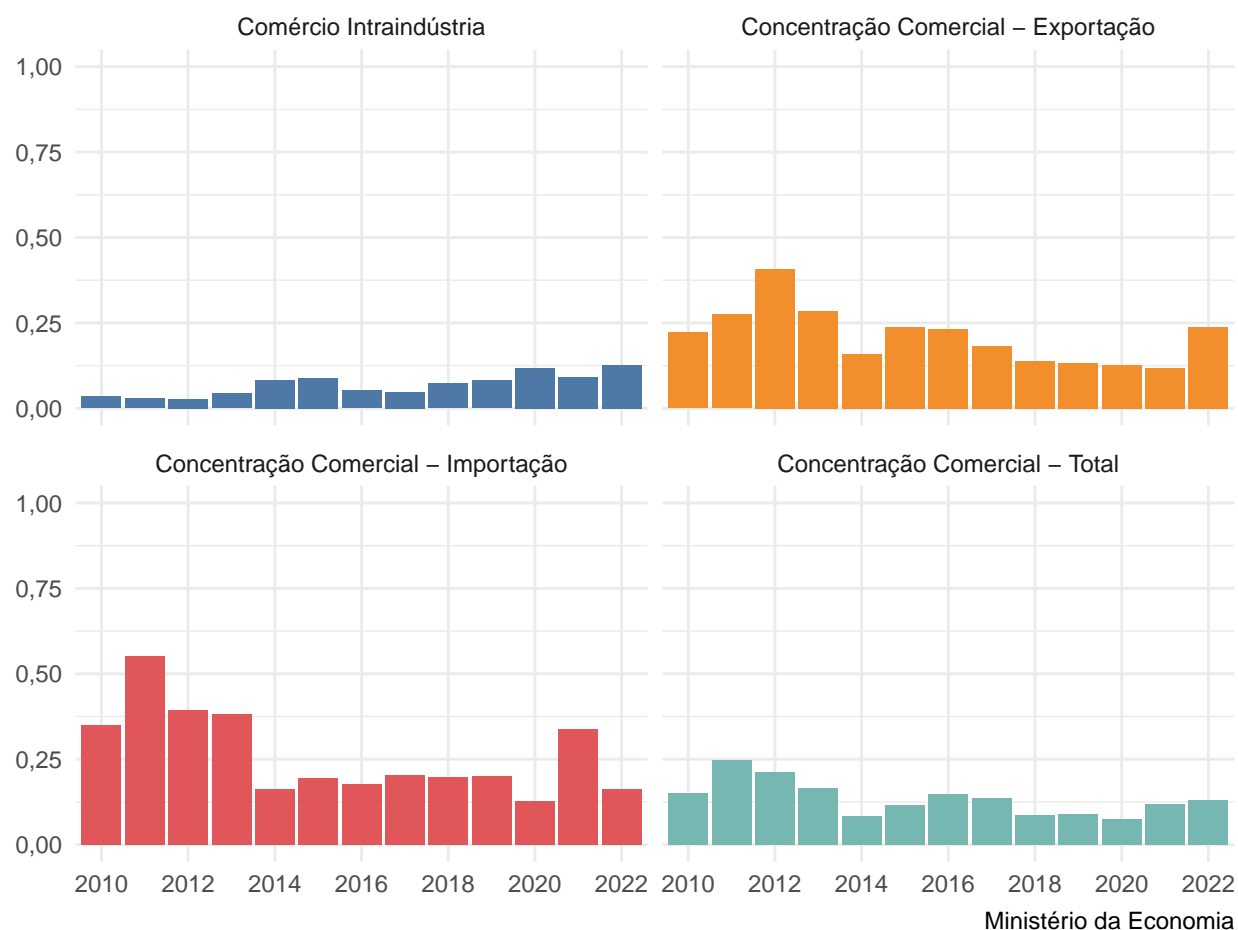 Comércio Intraindústria
Concentração Comercial – Exportação
1,00
0,75
0,50
0,25
0,00
Concentração Comercial – Importação
Concentração Comercial – Total
1,00
0,75
0,50
0,25
0,00
2010 2012 2014 2016 2018 2020 2022
2010 2012 2014 2016 2018 2020 2022
Ministério da Economia